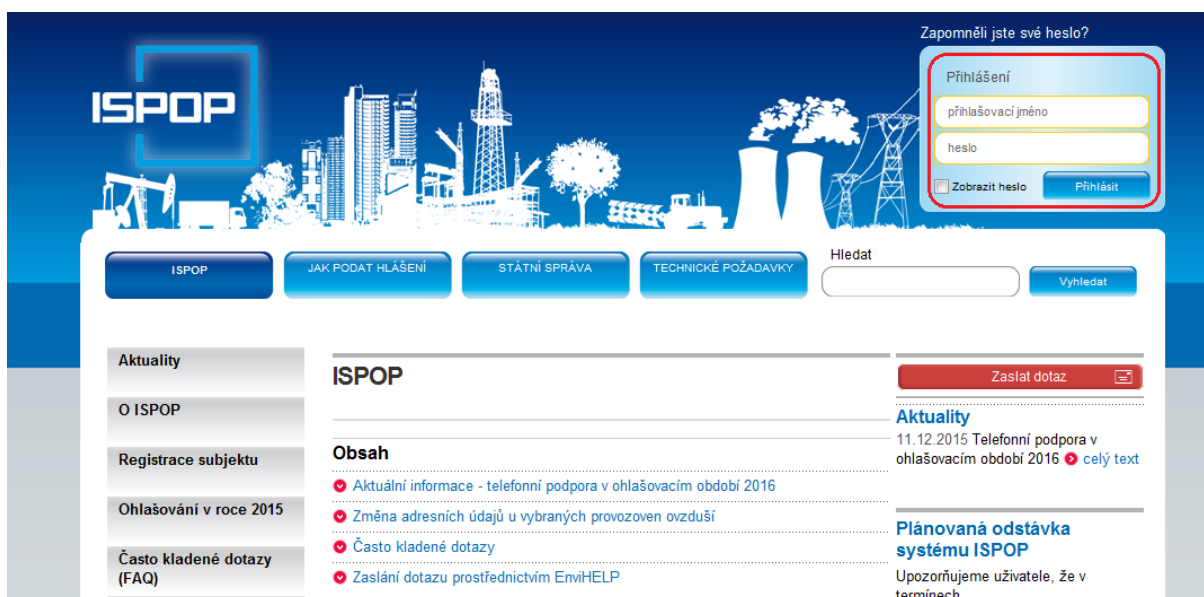 Zapomněli jste své heslo?
ISPOP
Přihlášení
přihlašovací jméno
heslo
Zobrazit heslo
Přihlásit
ISPOP
JAK PODAT HLÁŠENÍ
STÁTNÍ SPRÁVA
TECHNICKÉ POŽADAVKY
Hledat
Vyhledat
Aktuality
O ISPOP
Registrace subjektu
Ohlašování v roce 2015
Často kladené dotazy
(FAQ)
ISPOP
Obsah
Aktuální informace - telefonní podpora v ohlašovacím období 2016
Změna adresních údajů u vybraných provozoven ovzduší
Často kladené dotazy
Zaslání dotazu prostřednictvím EnviHELP
Zaslat dotaz
Aktuality
11.12.2015 Telefonní podpora v
ohlašovacím období 2016 celý text
Plánovaná odstávka
systému ISPOP
Upozorňujeme uživatele, že v
termínech